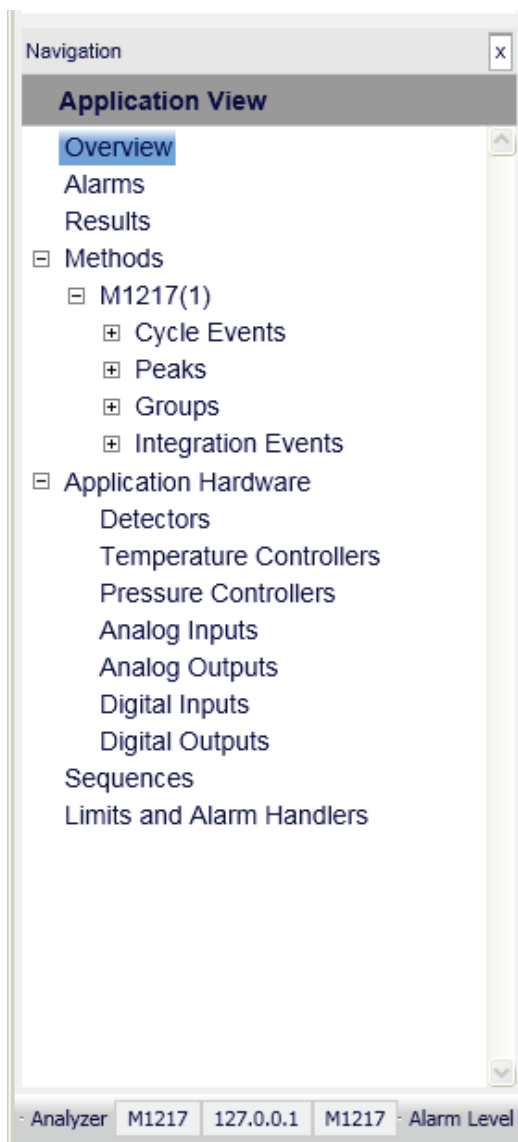 Navigation x
Application View
Overview
Alarms
Results
Methods
M1217(1)
Cycle Events
Peaks
Groups
Integration Events
Application Hardware
Detectors
Temperature Controllers
Pressure Controllers
Analog Inputs
Analog Outputs
Digital Inputs
Digital Outputs
Sequences
Limits and Alarm Handlers
Analyzer M1217 127.0.0.1 M1217 Alarm Level